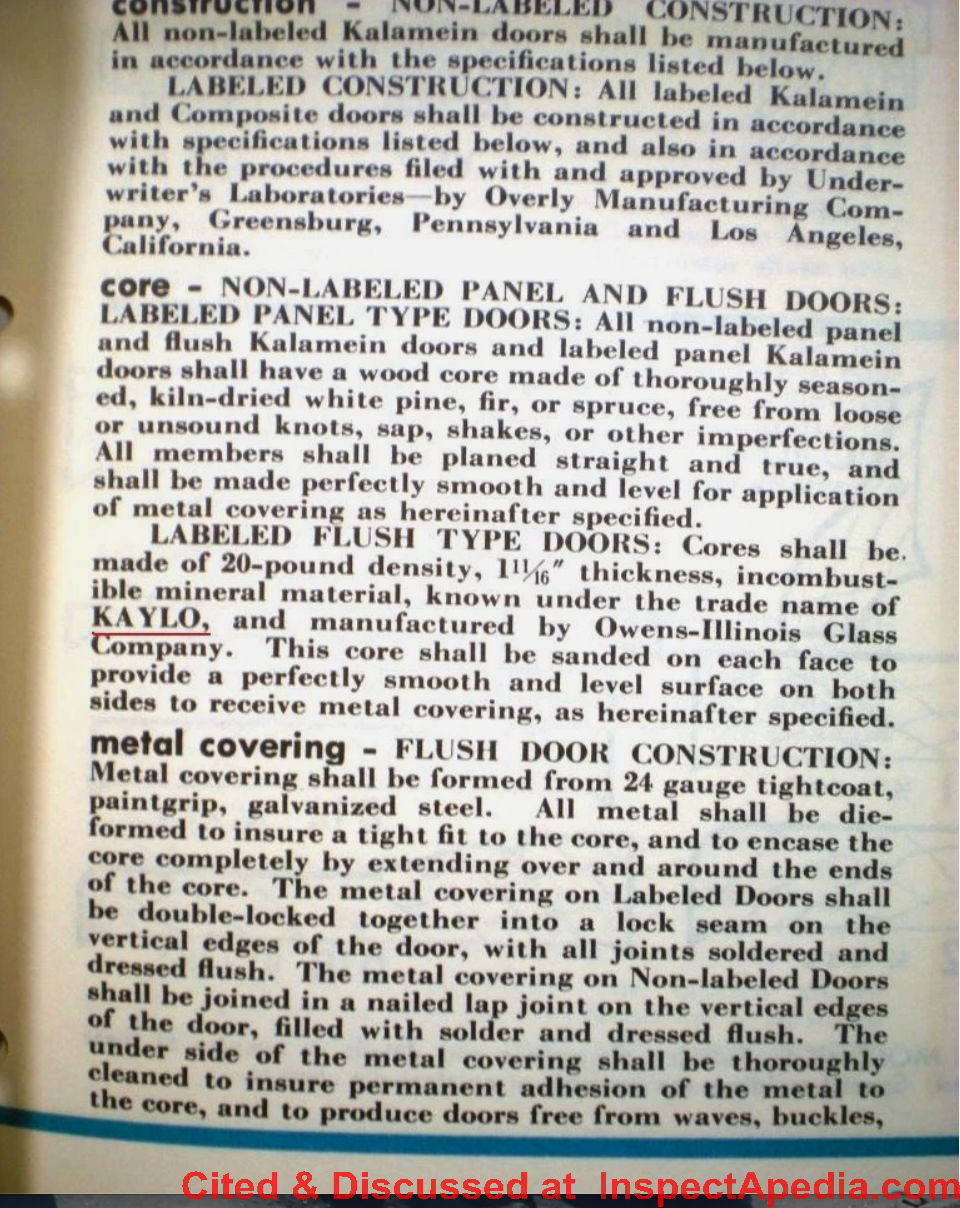 construction - NON-LABELED CONSTRUCTION:
All non-labeled Kalamein doors shall be manufactured
in accordance with the specifications listed below.
LABELED CONSTRUCTION: All labeled Kalamein
and Composite doors shall be constructed in accordance
with specifications listed below, and also in accordance
with the procedures filed with and approved by Under-
writer's Laboratories—by Overly Manufacturing Com-
pany, Greensburg, Pennsylvania and Los Angeles,
California.
core - NON-LABELED PANEL AND FLUSH DOORS:
LABELED PANEL TYPE DOORS: All non-labeled panel
and flush Kalamein doors and labeled panel Kalamein
doors shall have a wood core made of thoroughly season-
ed, kiln-dried white pine, fir, or spruce, free from loose
or unsound knots, sap, shakes, or other imperfections.
All members shall be planed straight and true, and
shall be made perfectly smooth and level for application
of metal covering as hereinafter specified.
LABELED FLUSH TYPE DOORS: Cores shall be
made of 20-pound density, 1 11/16" thickness, incombust-
ible mineral material, known under the trade name of
KAYLO, and manufactured by Owens-Illinois Glass
Company. This core shall be sanded on each face to
provide a perfectly smooth and level surface on both
sides to receive metal covering, as hereinafter specified.
metal covering - FLUSH DOOR CONSTRUCTION:
Metal covering shall be formed from 24 gauge tightcoat,
paintgrip, galvanized steel. All metal shall be die-
formed to insure a tight fit to the core, and to encase the
core completely by extending over and around the ends
of the core. The metal covering on Labeled Doors shall
be double-locked together into a lock seam on the
vertical edges of the door, with all joints soldered and
dressed flush. The metal covering on Non-labeled Doors
shall be joined in a nailed lap joint on the vertical edges
of the door, filled with solder and dressed flush. The
under side of the metal covering shall be thoroughly
cleaned to insure permanent adhesion of the metal to
the core, and to produce doors free from waves, buckles,
Cited & Discussed at InspectApedia.com